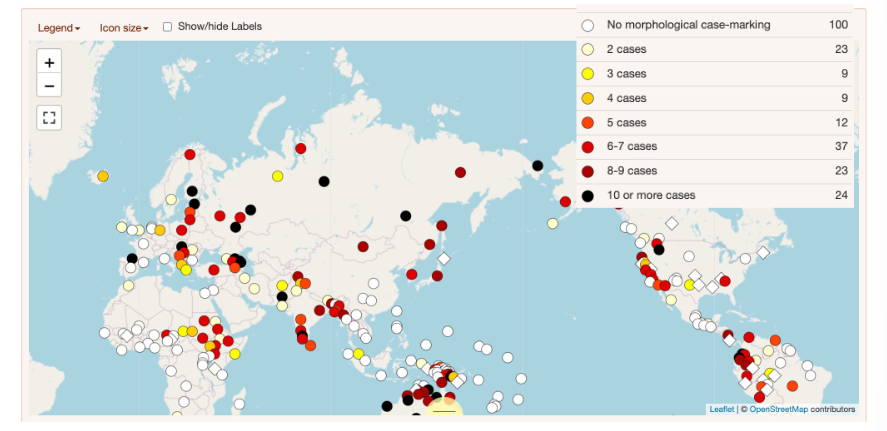 Legend
Icon size
Show/hide Labels
No morphological case-marking 100
2 cases 23
3 cases 9
4 cases 9
5 cases 12
6-7 cases 37
8-9 cases 23
10 or more cases 24
+
−
Leaflet | © OpenStreetMap contributors